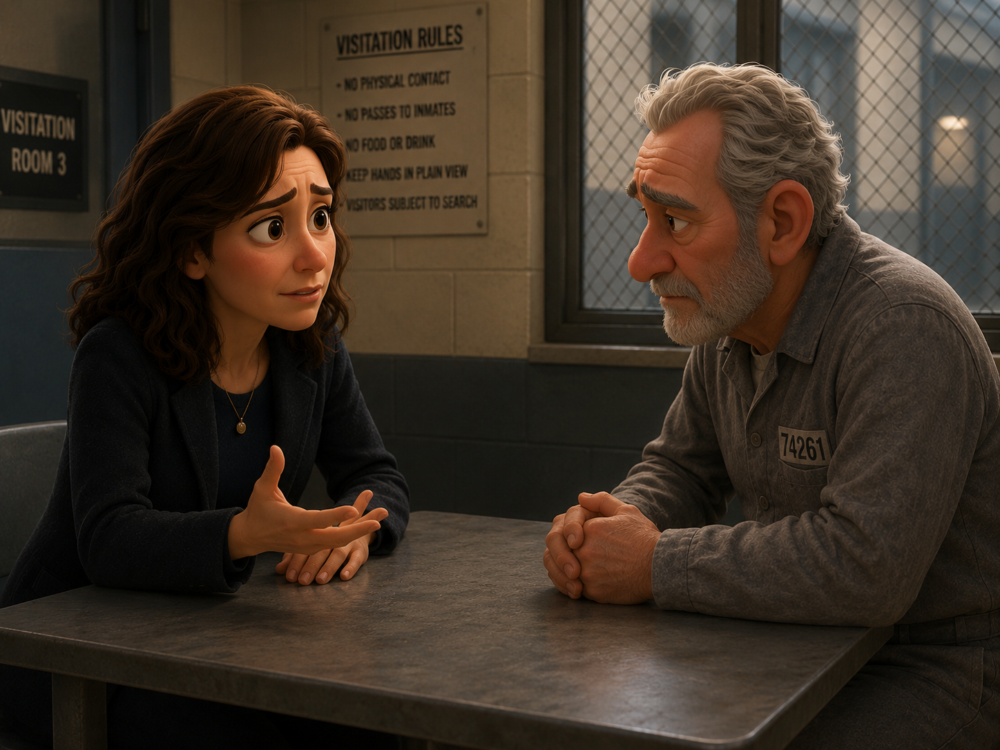 VISITATION
ROOM 3
VISITATION RULES
- NO PHYSICAL CONTACT
- NO PASSES TO INMATES
NO FOOD OR DRINK
KEEP HANDS IN PLAIN VIEW
- VISITORS SUBJECT TO SEARCH
74261